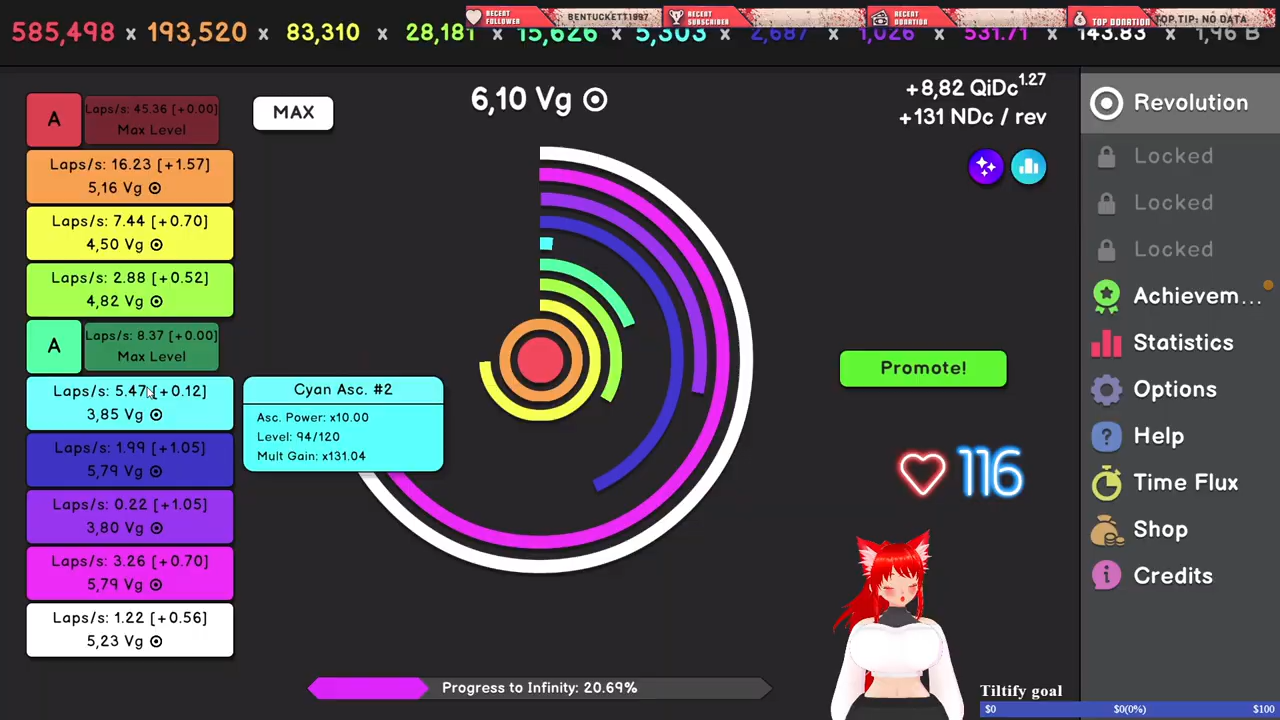 RECENT FOLLOWER
BENTUCKETT1997
RECENT SUBSCRIBER
RECENT DONATION
TOP DONATION
TOP TIP: NO DATA
585,498 x 193,520 x 83,310 x 28,181 x 15,626 x 5,303 x 2,687 x 1,026 x 531.71 x 143.83 x 1,96 B
A
Laps/s: 45.36 [+0.00]
Max Level
MAX
6,10 Vg
+8,82 QiDc1.27
+131 NDc / rev
Laps/s: 16.23 [+1.57]
5,16 Vg
Laps/s: 7.44 [+0.70]
4,50 Vg
Laps/s: 2.88 [+0.52]
4,82 Vg
A
Laps/s: 8.37 [+0.00]
Max Level
Laps/s: 5.47 [+0.12]
3,85 Vg
Cyan Asc. #2
Asc. Power: x10.00
Level: 94/120
Mult Gain: x131.04
Laps/s: 1.99 [+1.05]
5,79 Vg
Laps/s: 0.22 [+1.05]
3,80 Vg
Laps/s: 3.26 [+0.70]
5,79 Vg
Laps/s: 1.22 [+0.56]
5,23 Vg
Promote!
116
Progress to Infinity: 20.69%
Revolution
Locked
Locked
Locked
Achievem...
Statistics
Options
Help
Time Flux
Shop
Credits
Tiltify goal
$0
$0(0%)
$100